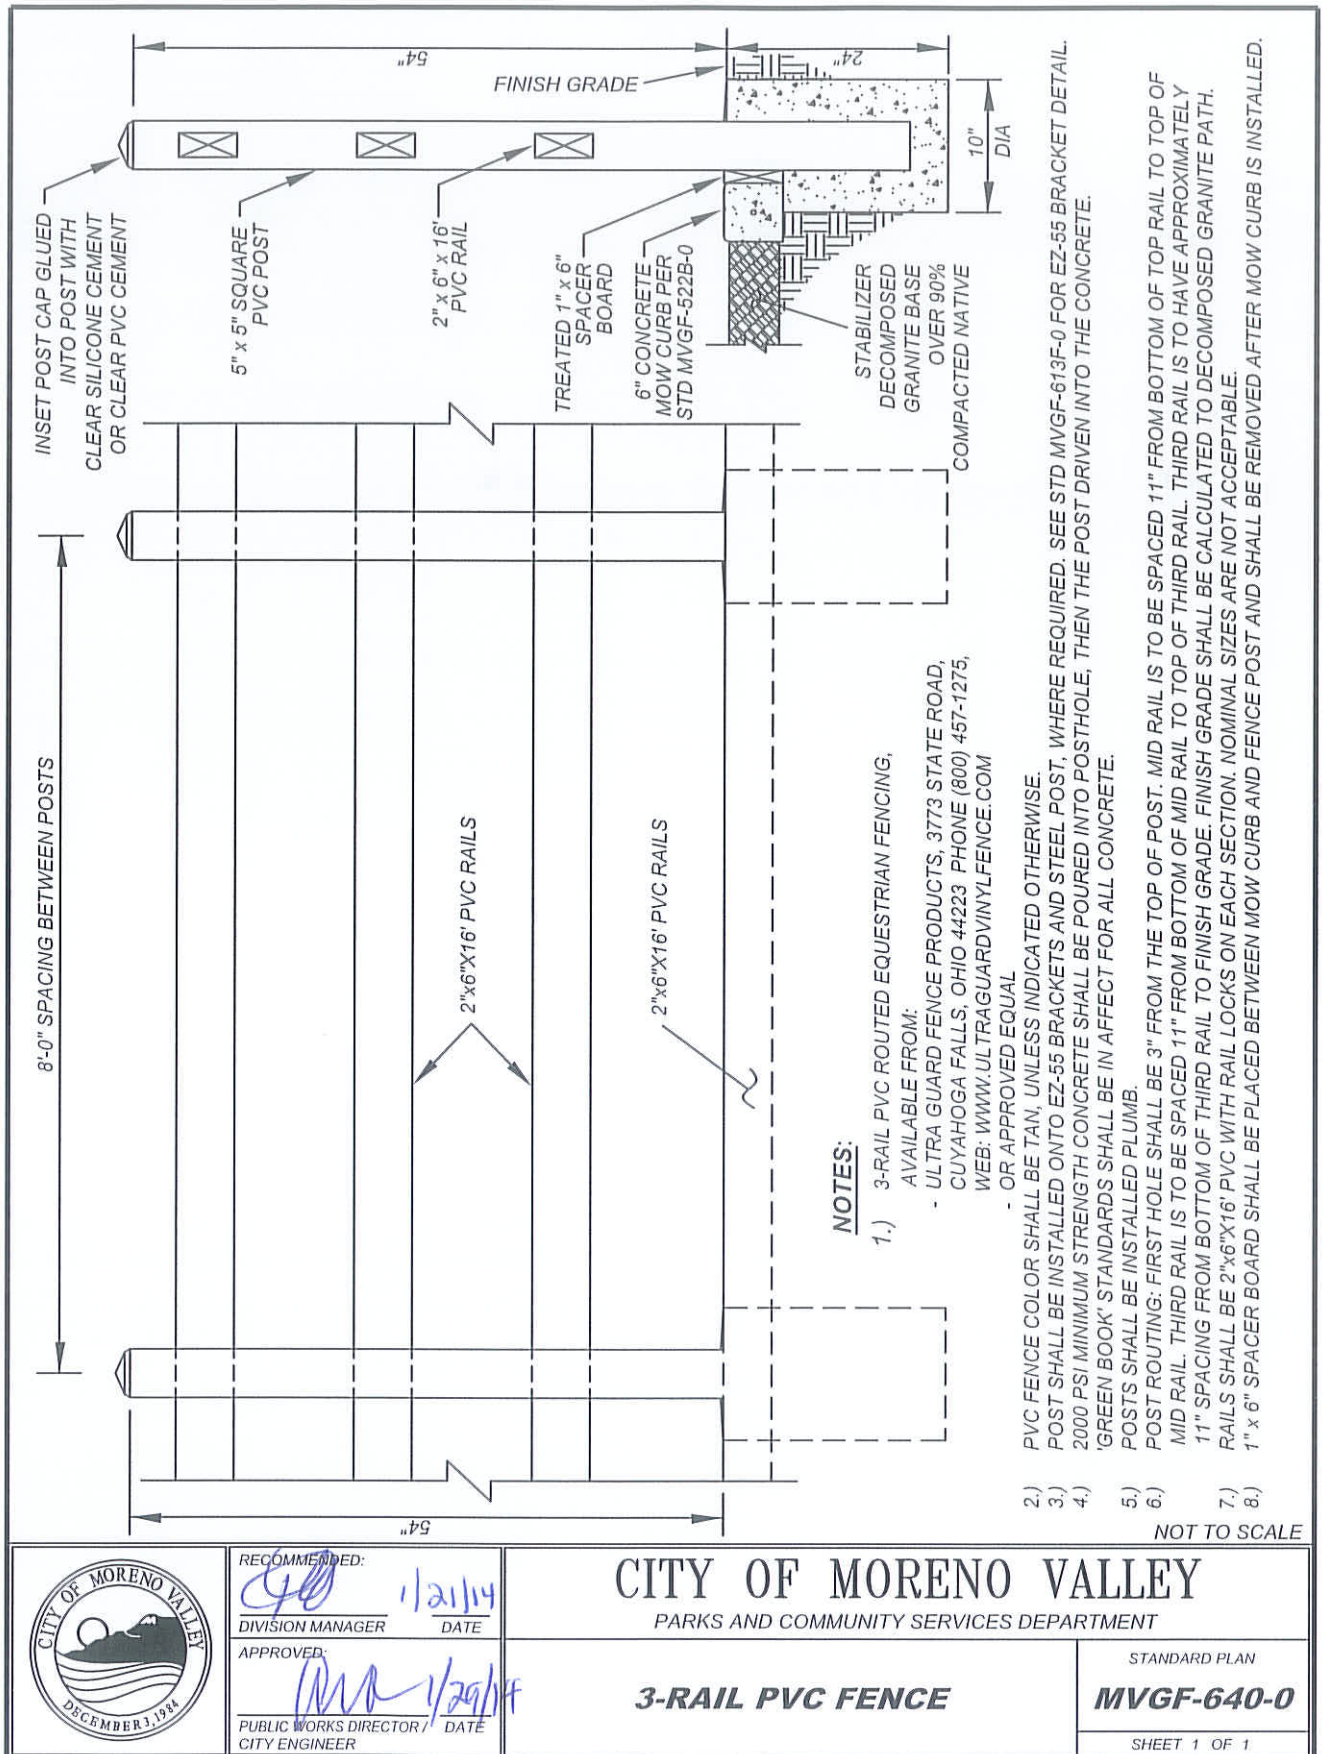 INSET POST CAP GLUED
INTO POST WITH
CLEAR SILICONE CEMENT
OR CLEAR PVC CEMENT
5" x 5" SQUARE
PVC POST
2" x 6" x 16'
PVC RAIL
TREATED 1" x 6"
SPACER
BOARD
6" CONCRETE
MOW CURB PER
STD MVGF-522B-0
STABILIZER
DECOMPOSED
GRANITE BASE
OVER 90%
COMPACTED NATIVE
FINISH GRADE
54"
24"
10"
DIA
8'-0" SPACING BETWEEN POSTS
2"x6"X16' PVC RAILS
2"x6"X16' PVC RAILS
54"
NOTES:
1.) 3-RAIL PVC ROUTED EQUESTRIAN FENCING,
AVAILABLE FROM:
- ULTRA GUARD FENCE PRODUCTS, 3773 STATE ROAD,
CUYAHOGA FALLS, OHIO 44223 PHONE (800) 457-1275,
WEB: WWW.ULTRAGUARDVINYLFENCE.COM
- OR APPROVED EQUAL
2.) PVC FENCE COLOR SHALL BE TAN, UNLESS INDICATED OTHERWISE.
3.) POST SHALL BE INSTALLED ONTO EZ-55 BRACKETS AND STEEL POST, WHERE REQUIRED. SEE STD MVGF-613F-0 FOR EZ-55 BRACKET DETAIL.
4.) 2000 PSI MINIMUM STRENGTH CONCRETE SHALL BE POURED INTO POSTHOLE, THEN THE POST DRIVEN INTO THE CONCRETE.
'GREEN BOOK' STANDARDS SHALL BE IN AFFECT FOR ALL CONCRETE.
5.) POSTS SHALL BE INSTALLED PLUMB.
6.) POST ROUTING: FIRST HOLE SHALL BE 3" FROM THE TOP OF POST. MID RAIL IS TO BE SPACED 11" FROM BOTTOM OF TOP RAIL TO TOP OF
MID RAIL. THIRD RAIL IS TO BE SPACED 11" FROM BOTTOM OF MID RAIL TO TOP OF THIRD RAIL. THIRD RAIL IS TO HAVE APPROXIMATELY
11" SPACING FROM BOTTOM OF THIRD RAIL TO FINISH GRADE. FINISH GRADE SHALL BE CALCULATED TO DECOMPOSED GRANITE PATH.
7.) RAILS SHALL BE 2"x6"X16' PVC WITH RAIL LOCKS ON EACH SECTION. NOMINAL SIZES ARE NOT ACCEPTABLE.
8.) 1" x 6" SPACER BOARD SHALL BE PLACED BETWEEN MOW CURB AND FENCE POST AND SHALL BE REMOVED AFTER MOW CURB IS INSTALLED.
NOT TO SCALE
CITY OF MORENO VALLEY
DECEMBER 3, 1984
RECOMMENDED:
1/21/14
DIVISION MANAGER DATE
APPROVED:
1/29/14
PUBLIC WORKS DIRECTOR / DATE
CITY ENGINEER
CITY OF MORENO VALLEY
PARKS AND COMMUNITY SERVICES DEPARTMENT
3-RAIL PVC FENCE
STANDARD PLAN
MVGF-640-0
SHEET 1 OF 1